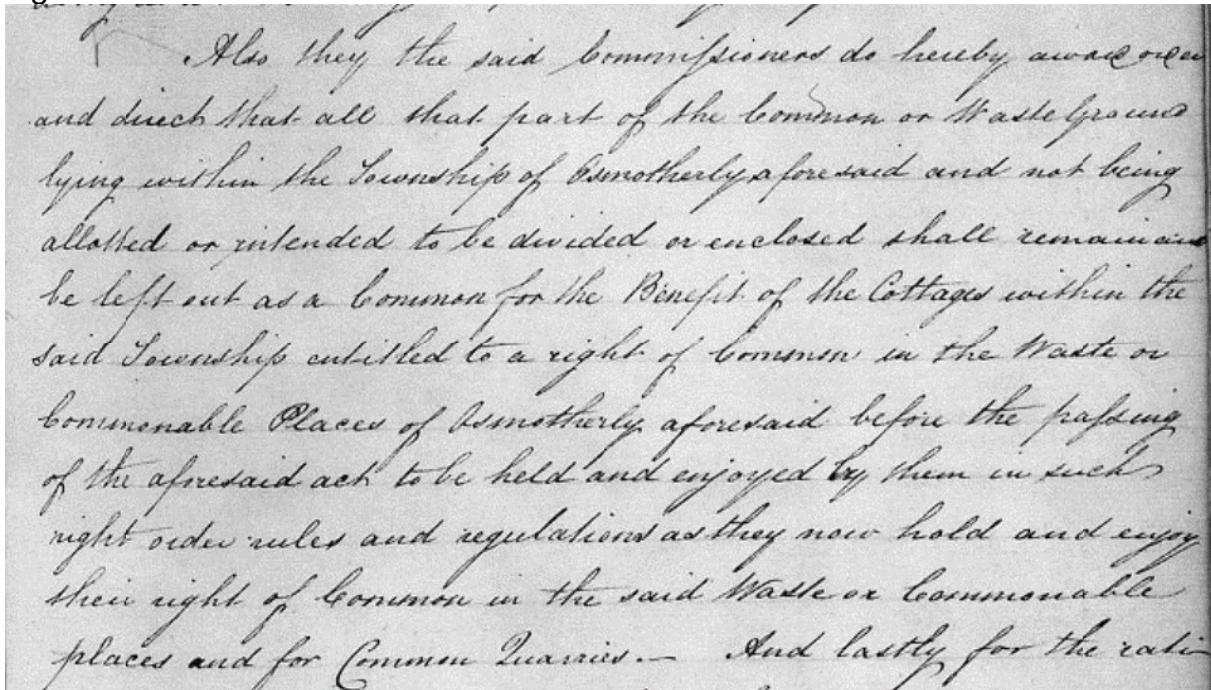 Also they the said Commissioners do hereby award order
and direct that all that part of the Common or Waste Ground
lying within the Township of Osmotherly aforesaid and not being
allotted or intended to be divided or enclosed shall remain and
be left out as a Common for the Benefit of the Cottages within the
said Township entitled to a right of Common in the Waste or
Commonable Places of Osmotherly aforesaid before the passing
of the aforesaid act to be held and enjoyed by them in such
right order rules and regulations as they now hold and enjoy
their right of Common in the said Waste or Commonable
places and for Common Quarries.— And lastly for the rati-